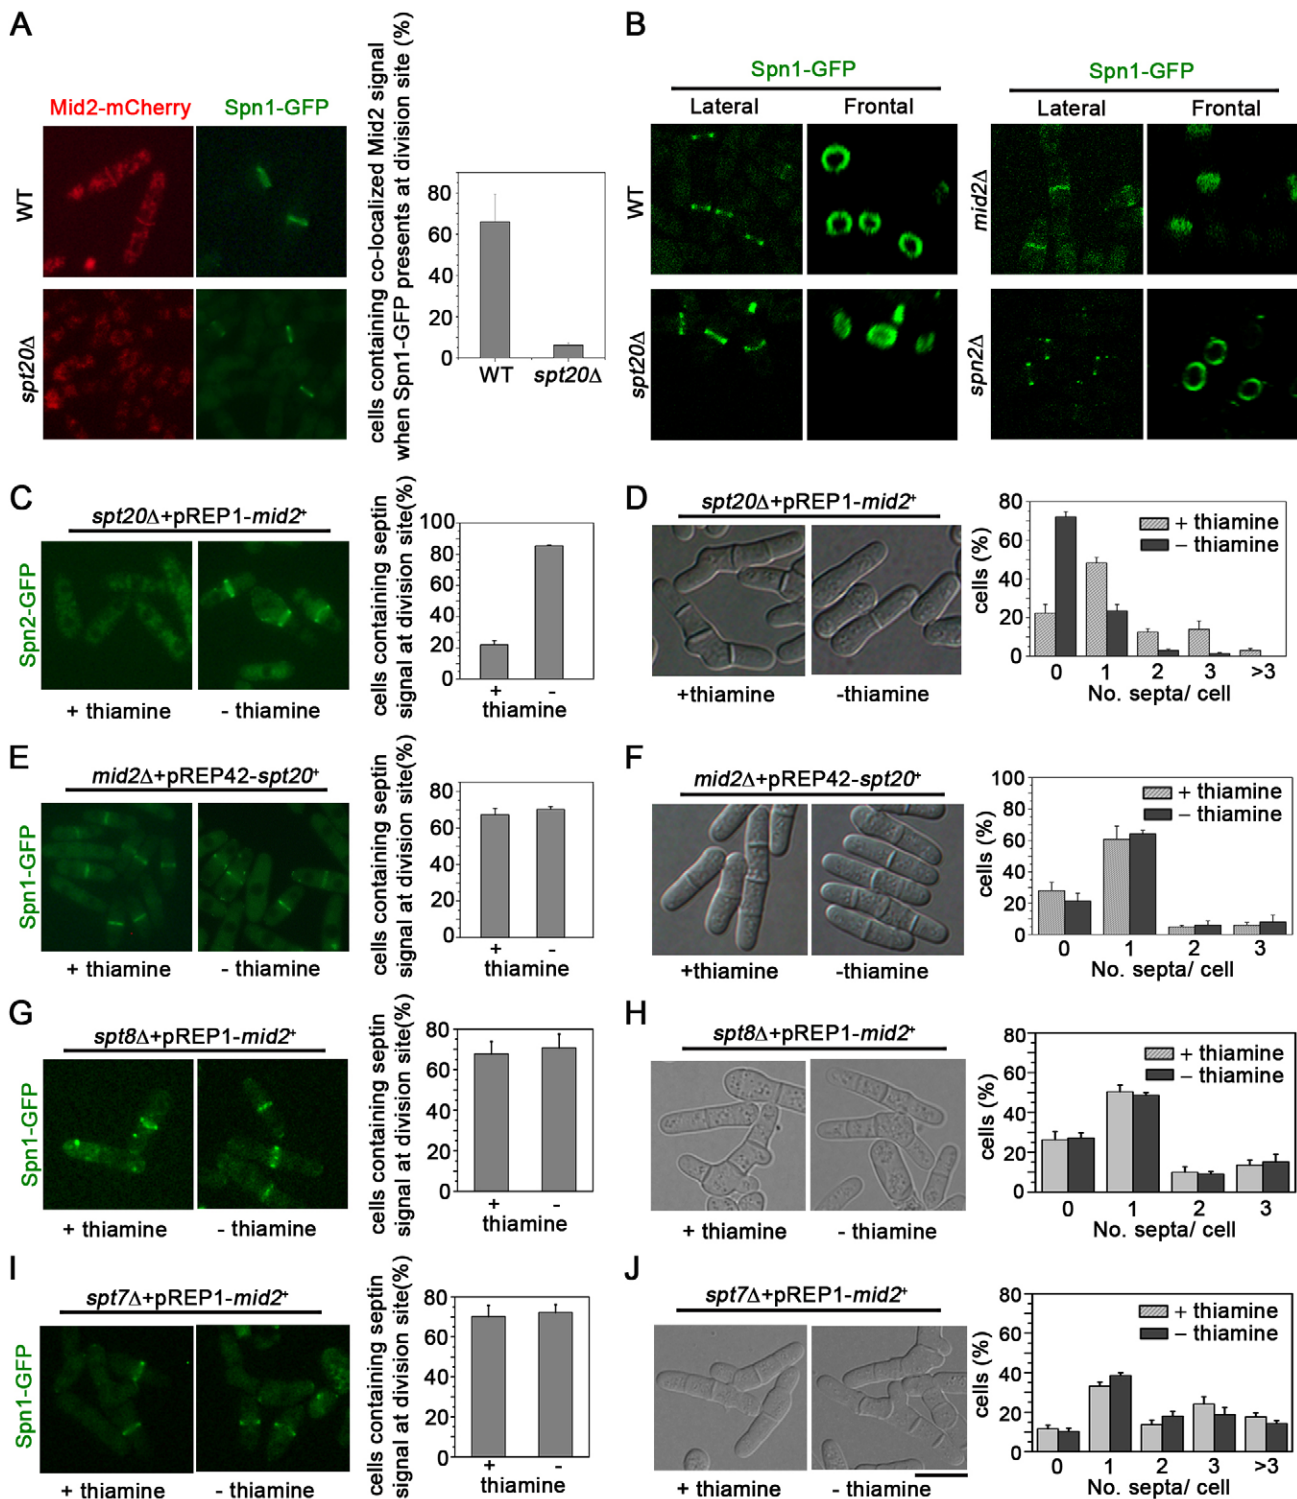 A
Mid2-mCherry
Spn1-GFP
WT
spt20Δ
cells containing co-localized Mid2 signal
when Spn1-GFP presents at division site (%)
80
60
40
20
0
WT
spt20Δ
B
Spn1-GFP
Lateral
Frontal
WT
spt20Δ
Spn1-GFP
Lateral
Frontal
mid2Δ
spn2Δ
C
spt20Δ+pREP1-mid2⁺
Spn2-GFP
+ thiamine
- thiamine
cells containing septin
signal at division site(%)
100
80
60
40
20
0
+
-
thiamine
D
spt20Δ+pREP1-mid2⁺
+thiamine
-thiamine
cells (%)
80
60
40
20
0
+ thiamine
– thiamine
0
1
2
3
>3
No. septa/ cell
E
mid2Δ+pREP42-spt20⁺
Spn1-GFP
+ thiamine
- thiamine
cells containing septin
signal at division site(%)
80
60
40
20
0
+
-
thiamine
F
mid2Δ+pREP42-spt20⁺
+thiamine
-thiamine
cells (%)
100
80
60
40
20
0
+ thiamine
– thiamine
0
1
2
3
No. septa/ cell
G
spt8Δ+pREP1-mid2⁺
Spn1-GFP
+ thiamine
- thiamine
cells containing septin
signal at division site(%)
80
60
40
20
0
+
-
thiamine
H
spt8Δ+pREP1-mid2⁺
+ thiamine
- thiamine
cells (%)
80
60
40
20
0
+ thiamine
– thiamine
0
1
2
3
No. septa/ cell
I
spt7Δ+pREP1-mid2⁺
Spn1-GFP
+ thiamine
- thiamine
cells containing septin
signal at division site(%)
80
60
40
20
0
+
-
thiamine
J
spt7Δ+pREP1-mid2⁺
+ thiamine
- thiamine
cells (%)
80
60
40
20
0
+ thiamine
– thiamine
0
1
2
3
>3
No. septa/ cell